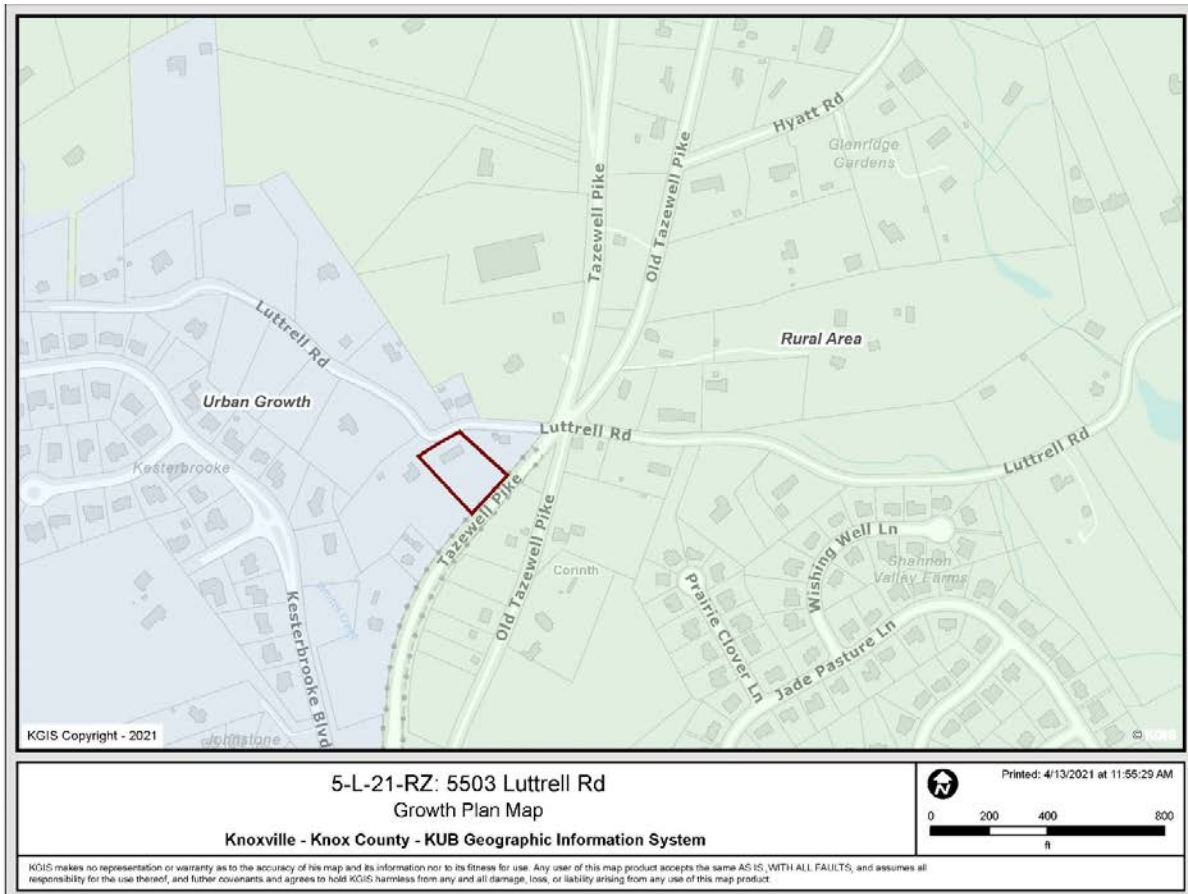 Hyatt Rd
Glenridge
Gardens
Tazewell Pike
Old Tazewell Pike
Luttrell Rd
Rural Area
Urban Growth
Luttrell Rd
Luttrell Rd
Kesterbrooke
Tazewell Pike
Old Tazewell Pike
Corinth
Wishing Well Ln
Shannon
Valley Farms
Prairie Clover Ln
Jade Pasture Ln
Kesterbrooke Blvd
Johnstone
KGIS Copyright - 2021
© KGIS
5-L-21-RZ: 5503 Luttrell Rd
Growth Plan Map
Knoxville - Knox County - KUB Geographic Information System
N
Printed: 4/13/2021 at 11:55:29 AM
0 200 400 800
ft
KGIS makes no representation or warranty as to the accuracy of his map and its information nor to its fitness for use. Any user of this map product accepts the same AS IS, WITH ALL FAULTS, and assumes all
responsibility for the use thereof, and futher covenants and agrees to hold KGIS harmless from any and all damage, loss, or liability arising from any use of this map product.